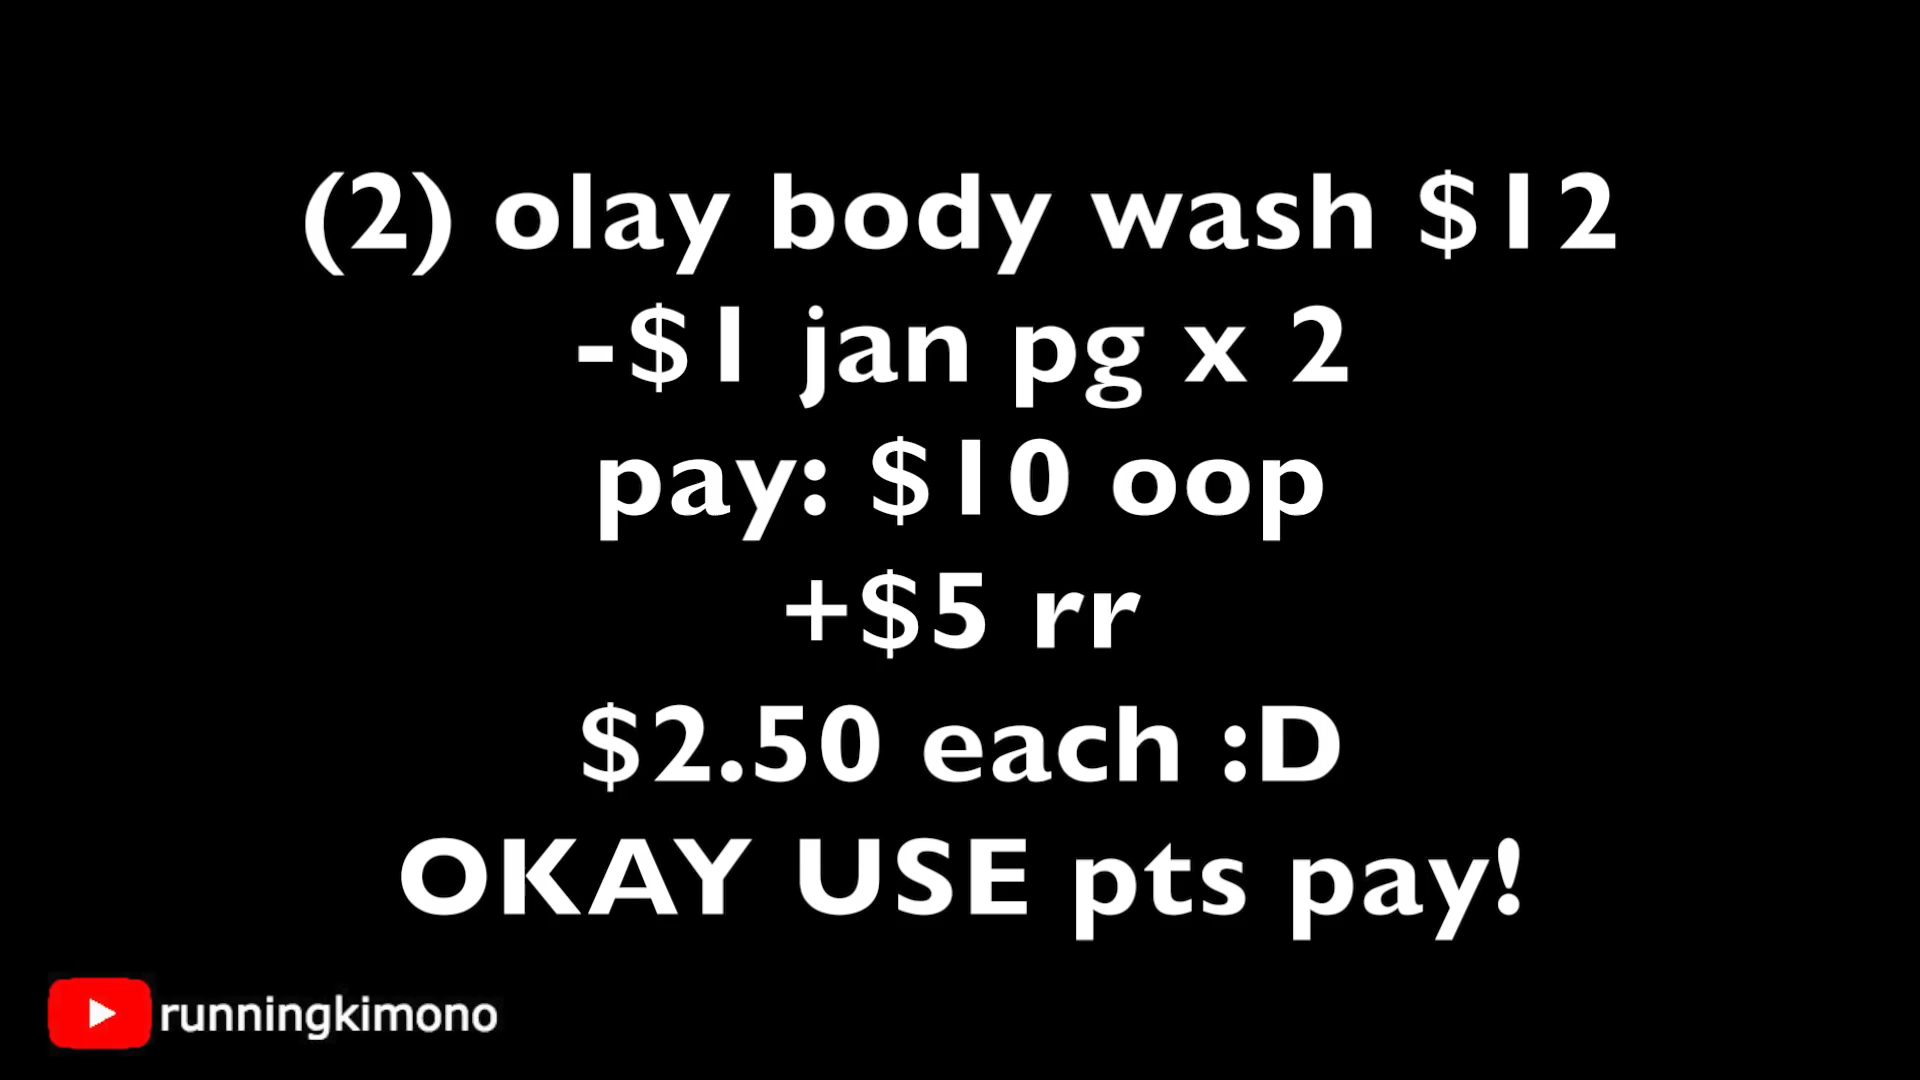 (2) olay body wash $12
-$1 jan pg x 2
pay: $10 oop
+$5 rr
$2.50 each :D
OKAY USE pts pay!
runningkimono